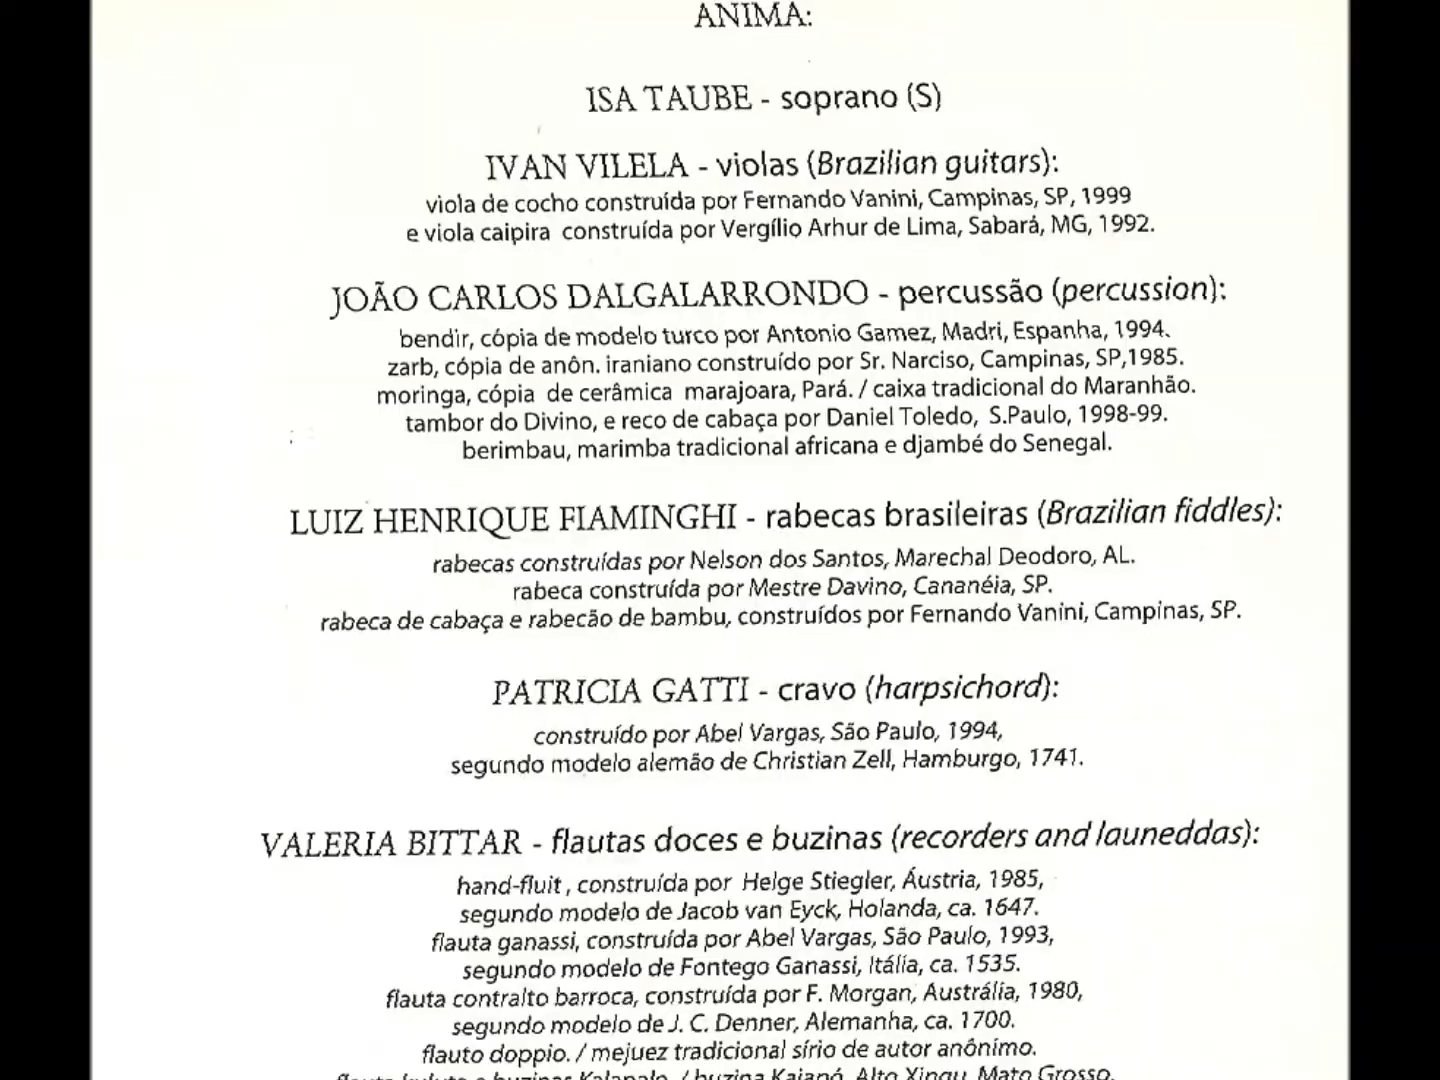 ANIMA:
ISA TAUBE - soprano (S)
IVAN VILELA - violas (Brazilian guitars):
viola de cocho construída por Fernando Vanini, Campinas, SP, 1999
e viola caipira construída por Vergílio Arhur de Lima, Sabará, MG, 1992.
JOÃO CARLOS DALGALARRONDO - percussão (percussion):
bendir, cópia de modelo turco por Antonio Gamez, Madri, Espanha, 1994.
zarb, cópia de anôn. iraniano construído por Sr. Narciso, Campinas, SP,1985.
moringa, cópia de cerâmica marajoara, Pará. / caixa tradicional do Maranhão.
tambor do Divino, e reco de cabaça por Daniel Toledo, S.Paulo, 1998-99.
berimbau, marimba tradicional africana e djambé do Senegal.
LUIZ HENRIQUE FIAMINGHI - rabecas brasileiras (Brazilian fiddles):
rabecas construídas por Nelson dos Santos, Marechal Deodoro, AL.
rabeca construída por Mestre Davino, Cananéia, SP.
rabeca de cabaça e rabecão de bambu, construídos por Fernando Vanini, Campinas, SP.
PATRICIA GATTI - cravo (harpsichord):
construído por Abel Vargas, São Paulo, 1994,
segundo modelo alemão de Christian Zell, Hamburgo, 1741.
VALERIA BITTAR - flautas doces e buzinas (recorders and launeddas):
hand-fluit, construída por Helge Stiegler, Áustria, 1985,
segundo modelo de Jacob van Eyck, Holanda, ca. 1647.
flauta ganassi, construída por Abel Vargas, São Paulo, 1993,
segundo modelo de Fontego Ganassi, Itália, ca. 1535.
flauta contralto barroca, construída por F. Morgan, Austrália, 1980,
segundo modelo de J. C. Denner, Alemanha, ca. 1700.
flauto doppio. / mejuez tradicional sírio de autor anônimo.
e buzinas Kalapalo. / buzina Kaiapó, Alto Xingu, Mato Grosso.